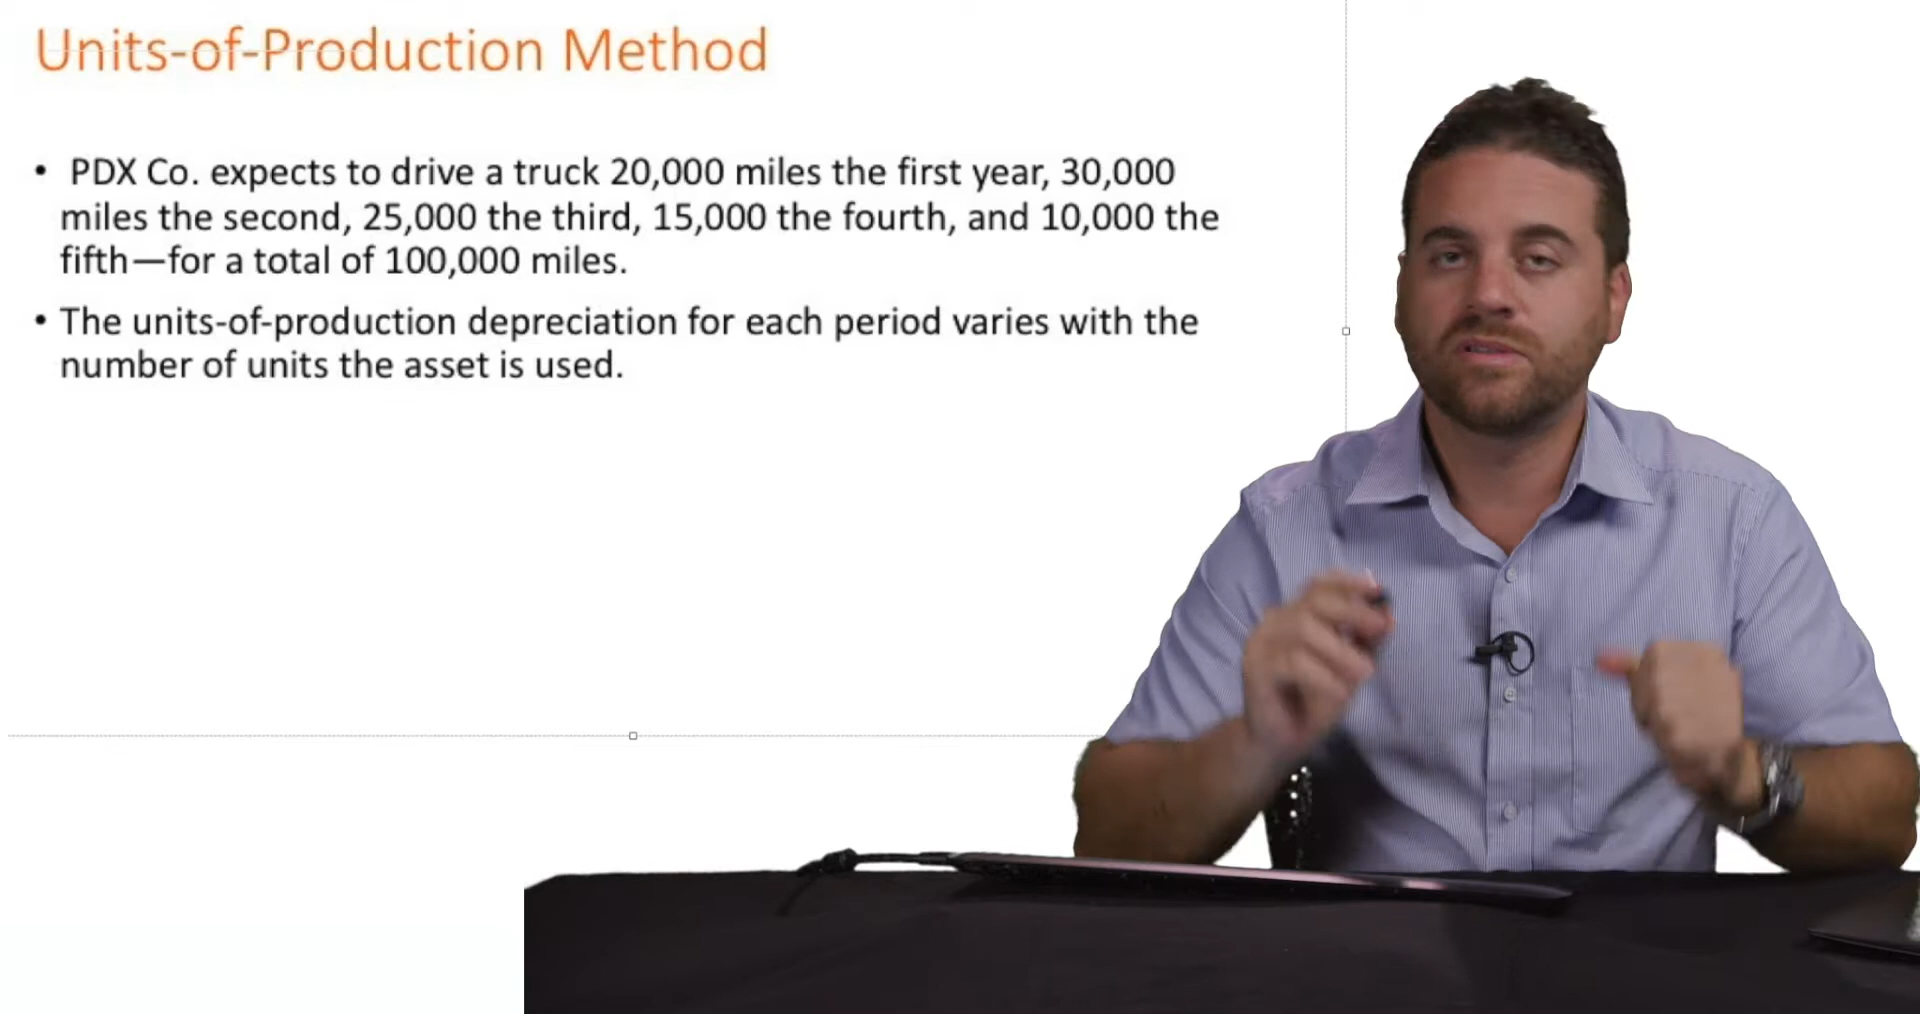 Units-of-Production Method
• PDX Co. expects to drive a truck 20,000 miles the first year, 30,000
miles the second, 25,000 the third, 15,000 the fourth, and 10,000 the
fifth—for a total of 100,000 miles.
• The units-of-production depreciation for each period varies with the
number of units the asset is used.